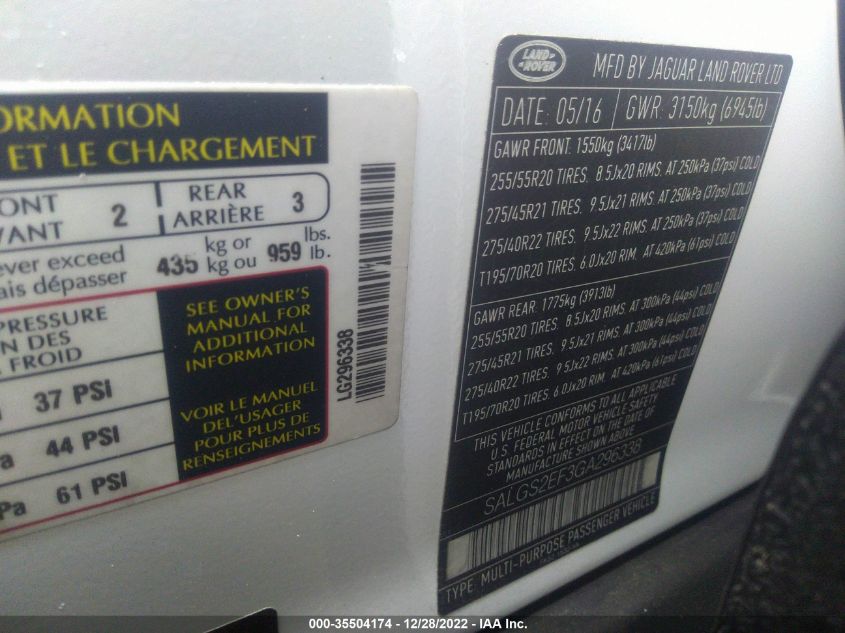 ORMATION
ET LE CHARGEMENT
ONT
VANT
2
REAR
ARRIÈRE
3
ever exceed
ais dépasser
435
kg or
kg ou
959
lbs.
lb.
PRESSURE
N DES
FROID
37 PSI
a 44 PSI
Pa 61 PSI
SEE OWNER'S
MANUAL FOR
ADDITIONAL
INFORMATION
VOIR LE MANUEL
DE L'USAGER
POUR PLUS DE
RENSEIGNEMENTS
LG296338
LAND
ROVER
MFD BY JAGUAR LAND ROVER LTD
DATE: 05/16 GWR: 3150kg (6945lb)
GAWR FRONT. 1550kg (3417lb)
255/55R20 TIRES. 8.5Jx20 RIMS. AT 250kPa (37psi) COLD
275/45R21 TIRES. 9.5Jx21 RIMS. AT 250kPa (37psi) COLD
275/40R22 TIRES. 9.5Jx22 RIMS. AT 250kPa (37psi) COLD
T195/70R20 TIRES. 6.0Jx20 RIM. AT 420kPa (61psi) COLD
GAWR REAR. 1775kg (3913lb)
255/55R20 TIRES. 8.5Jx20 RIMS. AT 300kPa (44psi) COLD
275/45R21 TIRES. 9.5Jx21 RIMS. AT 300kPa (44psi) COLD
275/40R22 TIRES. 9.5Jx22 RIMS. AT 300kPa (44psi) COLD
T195/70R20 TIRES. 6.0Jx20 RIM. AT 420kPa (61psi) COLD
THIS VEHICLE CONFORMS TO ALL APPLICABLE
U.S. FEDERAL MOTOR VEHICLE SAFETY
STANDARDS IN EFFECT ON THE DATE OF
MANUFACTURE SHOWN ABOVE
SALGS2EF3GA296338
TYPE: MULTI-PURPOSE PASSENGER VEHICLE
000-35504174 - 12/28/2022 - IAA Inc.